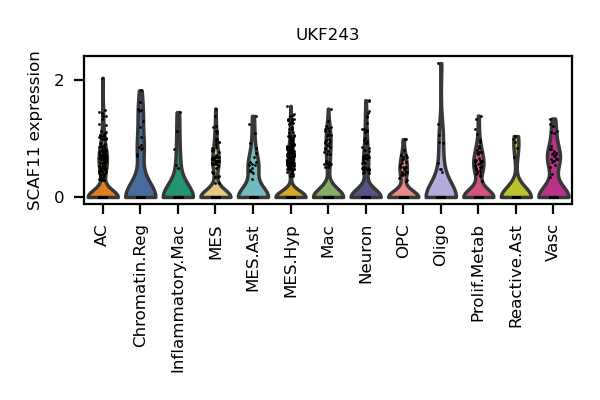 UKF243
SCAF11 expression
2
0
AC
Chromatin.Reg
Inflammatory.Mac
MES
MES.Ast
MES.Hyp
Mac
Neuron
OPC
Oligo
Prolif.Metab
Reactive.Ast
Vasc